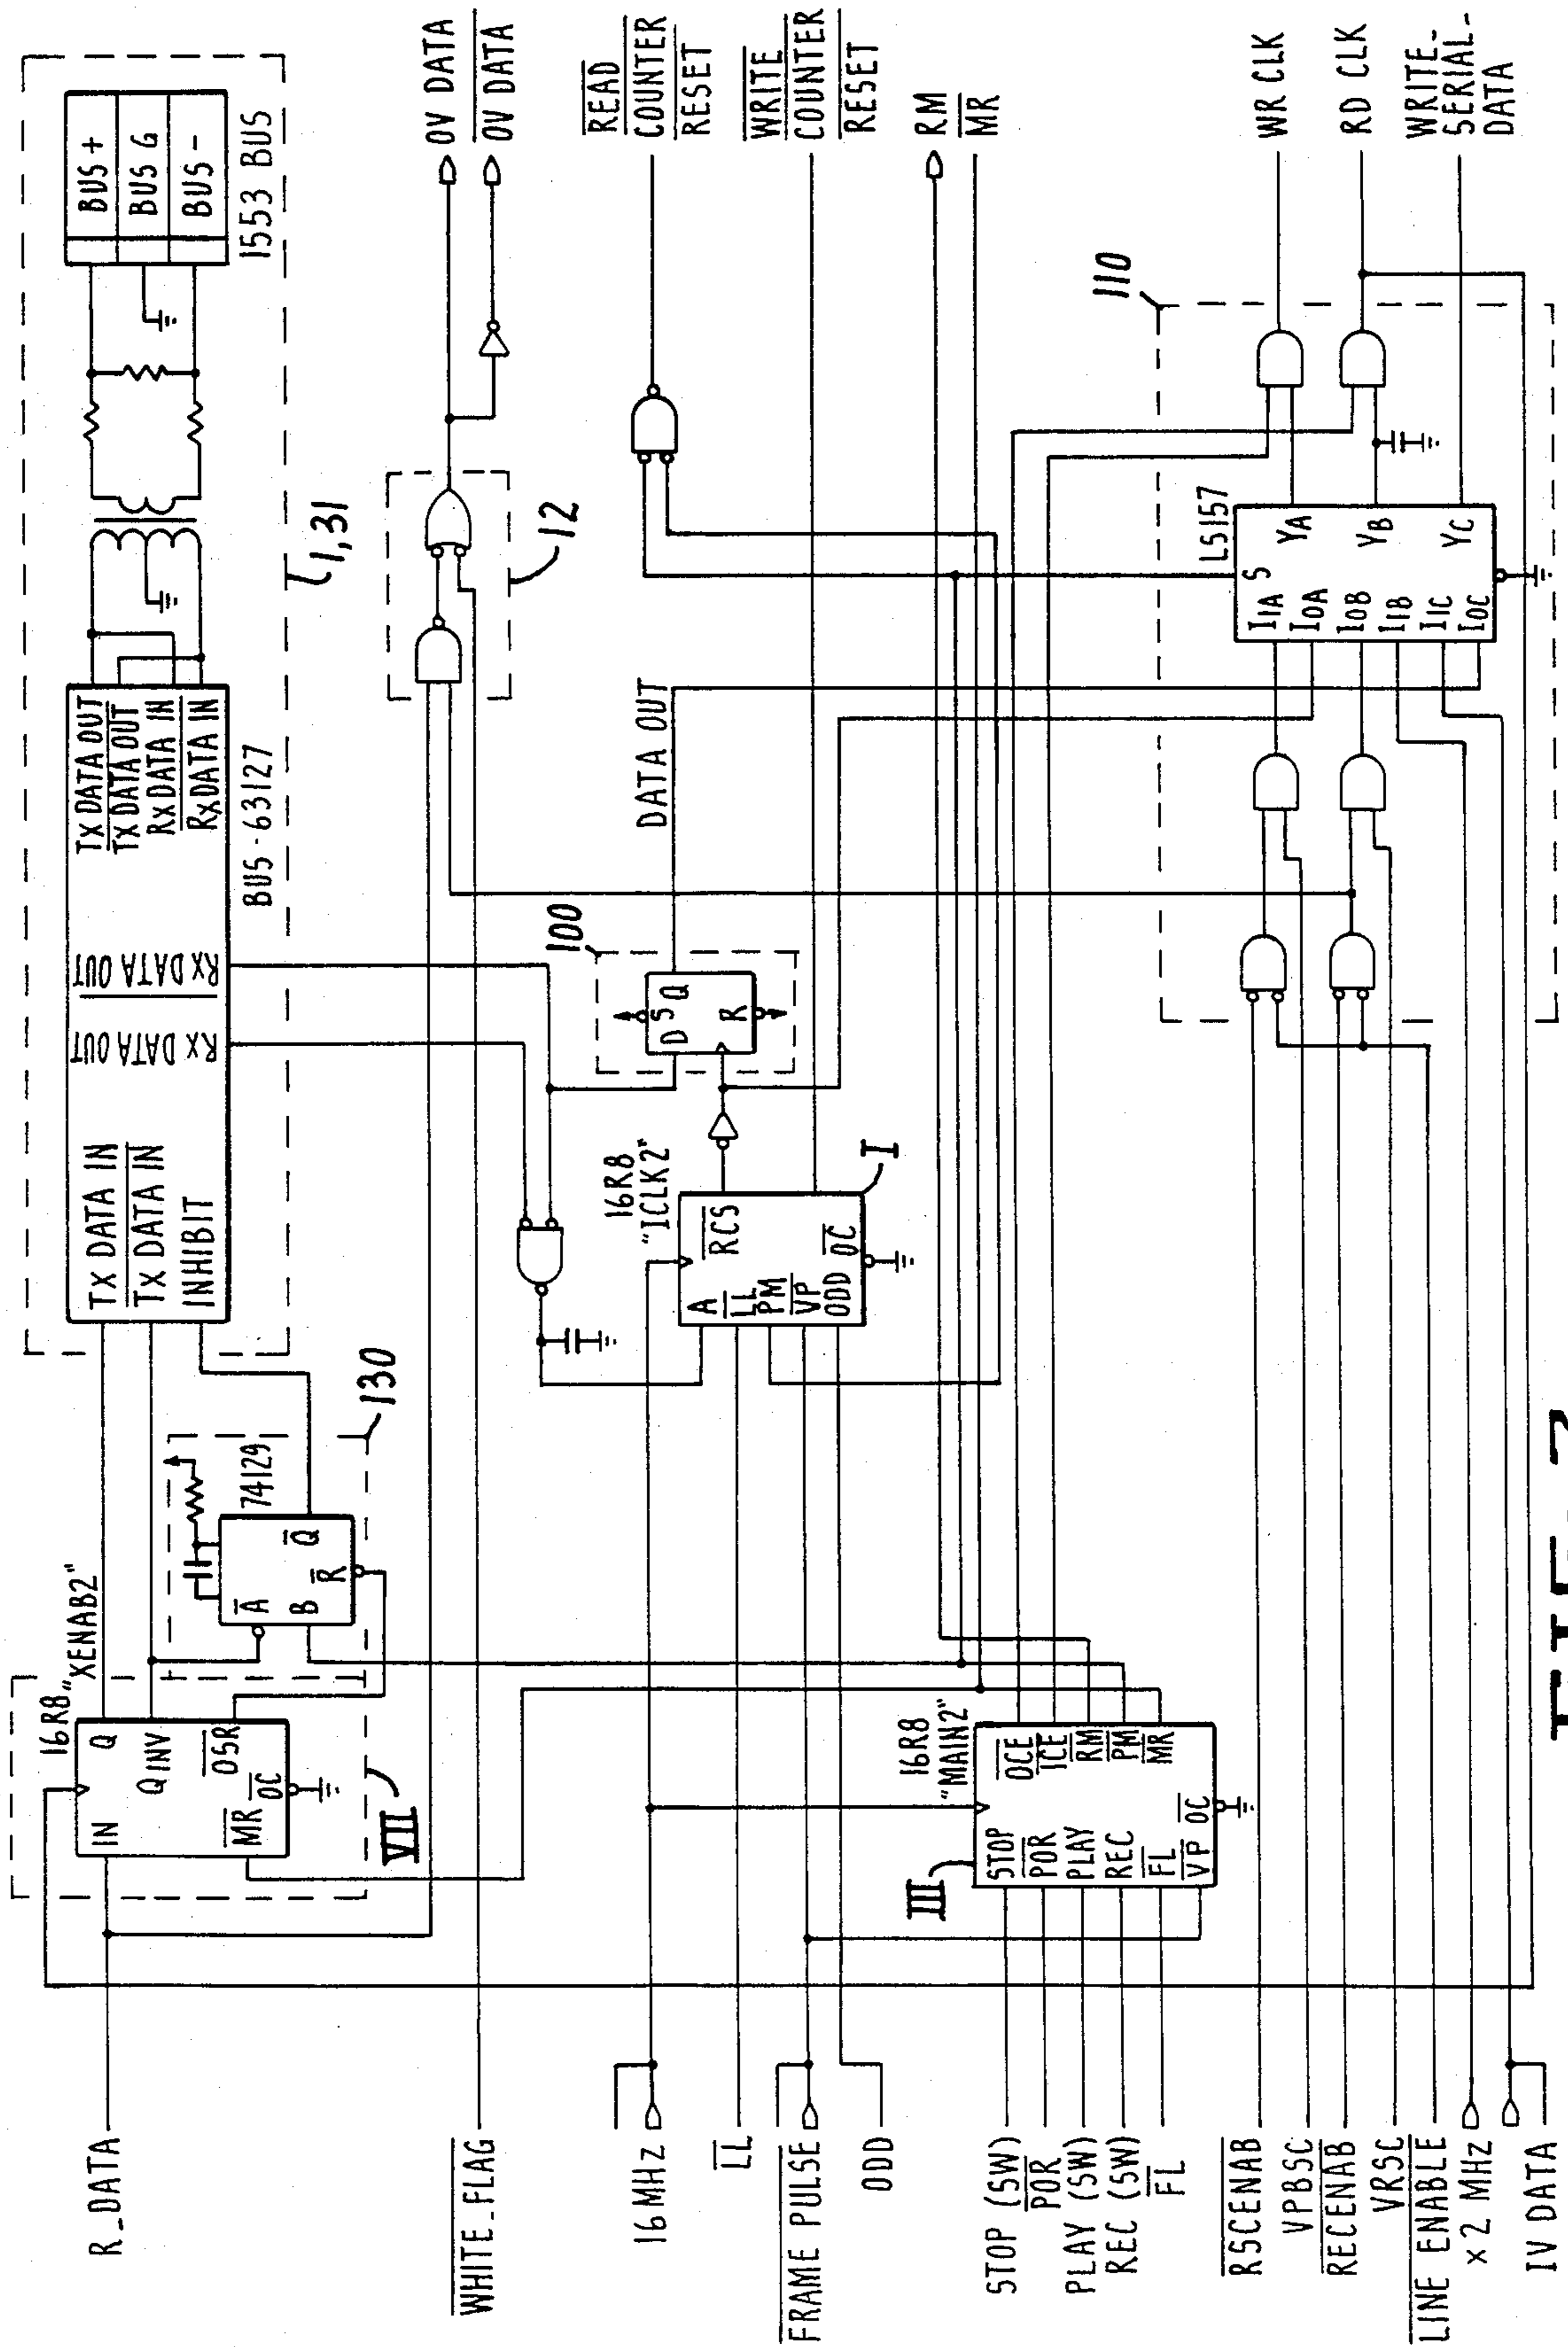 BUS +
BUS G
BUS -
1553 BUS
TX DATA OUT
TX DATA OUT
RX DATA IN
RX DATA IN
BUS-63127
RX DATA OUT
RX DATA OUT
TX DATA IN
TX DATA IN
INHIBIT
1,31
130
74129
A
B
Q
R
16R8 "XENAB2"
IN
Q
QINV
OSR
OC
MR
VII
R_DATA
WHITE_FLAG
OV DATA
OV DATA
12
READ
COUNTER
RESET
WRITE
COUNTER
RESET
RM
MR
DATA OUT
100
D
S
Q
R
16R8
"ICLK2"
I
A
LL
PM
VP
ODD
RCS
OC
16 MHz
LL
FRAME PULSE
ODD
16R8
"MAIN2"
III
STOP
POR
PLAY
REC
FL
VP
OCE
ICE
RM
PM
MR
OC
STOP (SW)
POR
PLAY (SW)
REC (SW)
FL
110
LS157
S
I1A
I0A
I0B
I1B
I1C
I0C
YA
YB
YC
WR CLK
RD CLK
WRITE_
SERIAL_
DATA
RSCENAB
VPBSC
RECENAB
VRSC
LINE ENABLE
x 2 MHz
IV DATA